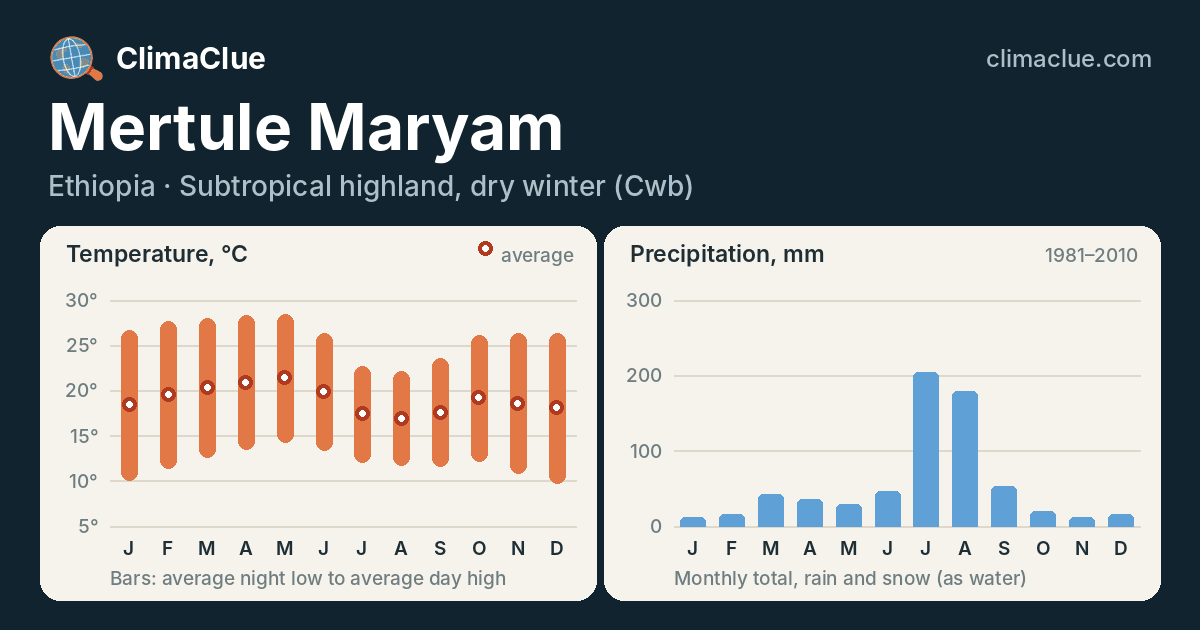 ClimaClue
climaclue.com
Mertule Maryam
Ethiopia · Subtropical highland, dry winter (Cwb)
Temperature, °C
average
30°
25°
20°
15°
10°
5°
J F M A M J J A S O N D
Bars: average night low to average day high
Precipitation, mm
1981–2010
300
200
100
0
J F M A M J J A S O N D
Monthly total, rain and snow (as water)